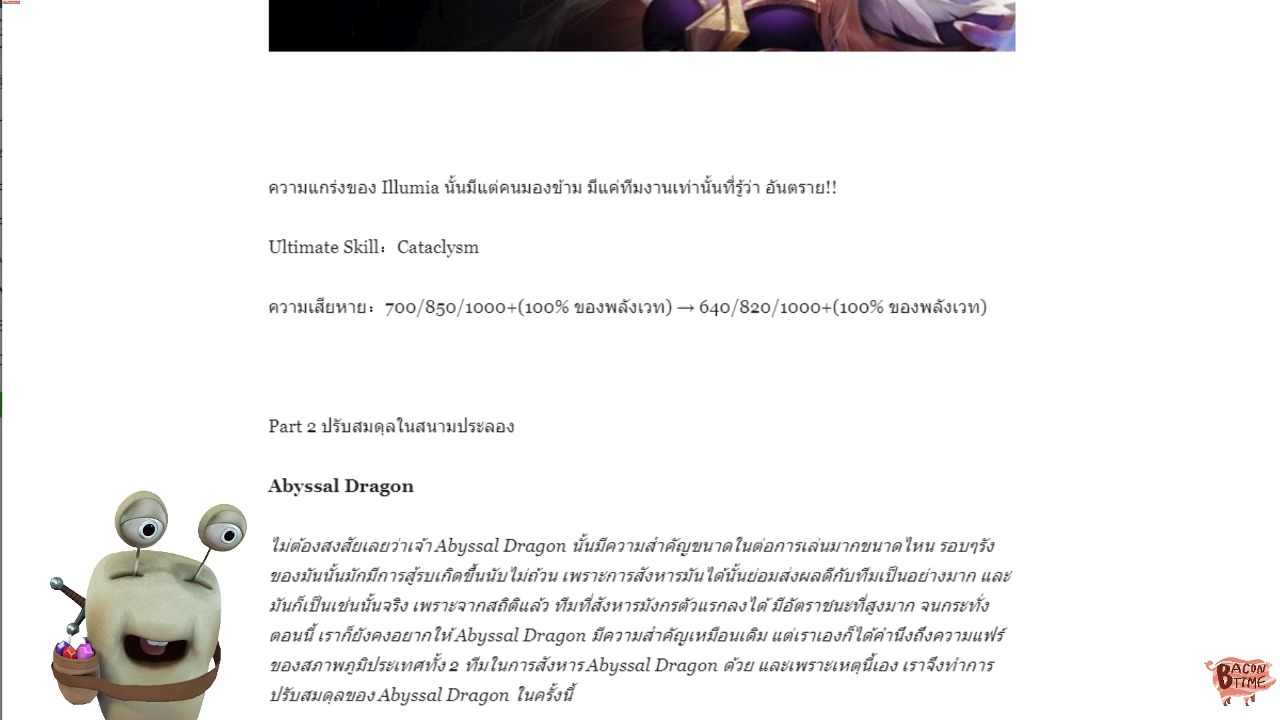 ความแกร่งของ Illumia นั้นมีแต่คนมองข้าม มีแค่ทีมงานเท่านั้นที่รู้ว่า อันตราย!!
Ultimate Skill：Cataclysm
ความเสียหาย：700/850/1000+(100% ของพลังเวท) → 640/820/1000+(100% ของพลังเวท)
Part 2 ปรับสมดุลในสนามประลอง
Abyssal Dragon
ไม่ต้องสงสัยเลยว่าเจ้า Abyssal Dragon นั้นมีความสำคัญขนาดในต่อการเล่นมากขนาดไหน รอบๆรัง
ของมันนั้นมักมีการสู้รบเกิดขึ้นนับไม่ถ้วน เพราะการสังหารมันได้นั้นย่อมส่งผลดีกับทีมเป็นอย่างมาก และ
มันก็เป็นเช่นนั้นจริง เพราะจากสถิติแล้ว ทีมที่สังหารมังกรตัวแรกลงได้ มีอัตราชนะที่สูงมาก จนกระทั่ง
ตอนนี้ เราก็ยังคงอยากให้ Abyssal Dragon มีความสำคัญเหมือนเดิม แต่เราเองก็ได้คำนึงถึงความแฟร์
ของสภาพภูมิประเทศทั้ง 2 ทีมในการสังหาร Abyssal Dragon ด้วย และเพราะเหตุนี้เอง เราจึงทำการ
ปรับสมดุลของ Abyssal Dragon ในครั้งนี้
BACON
TIME